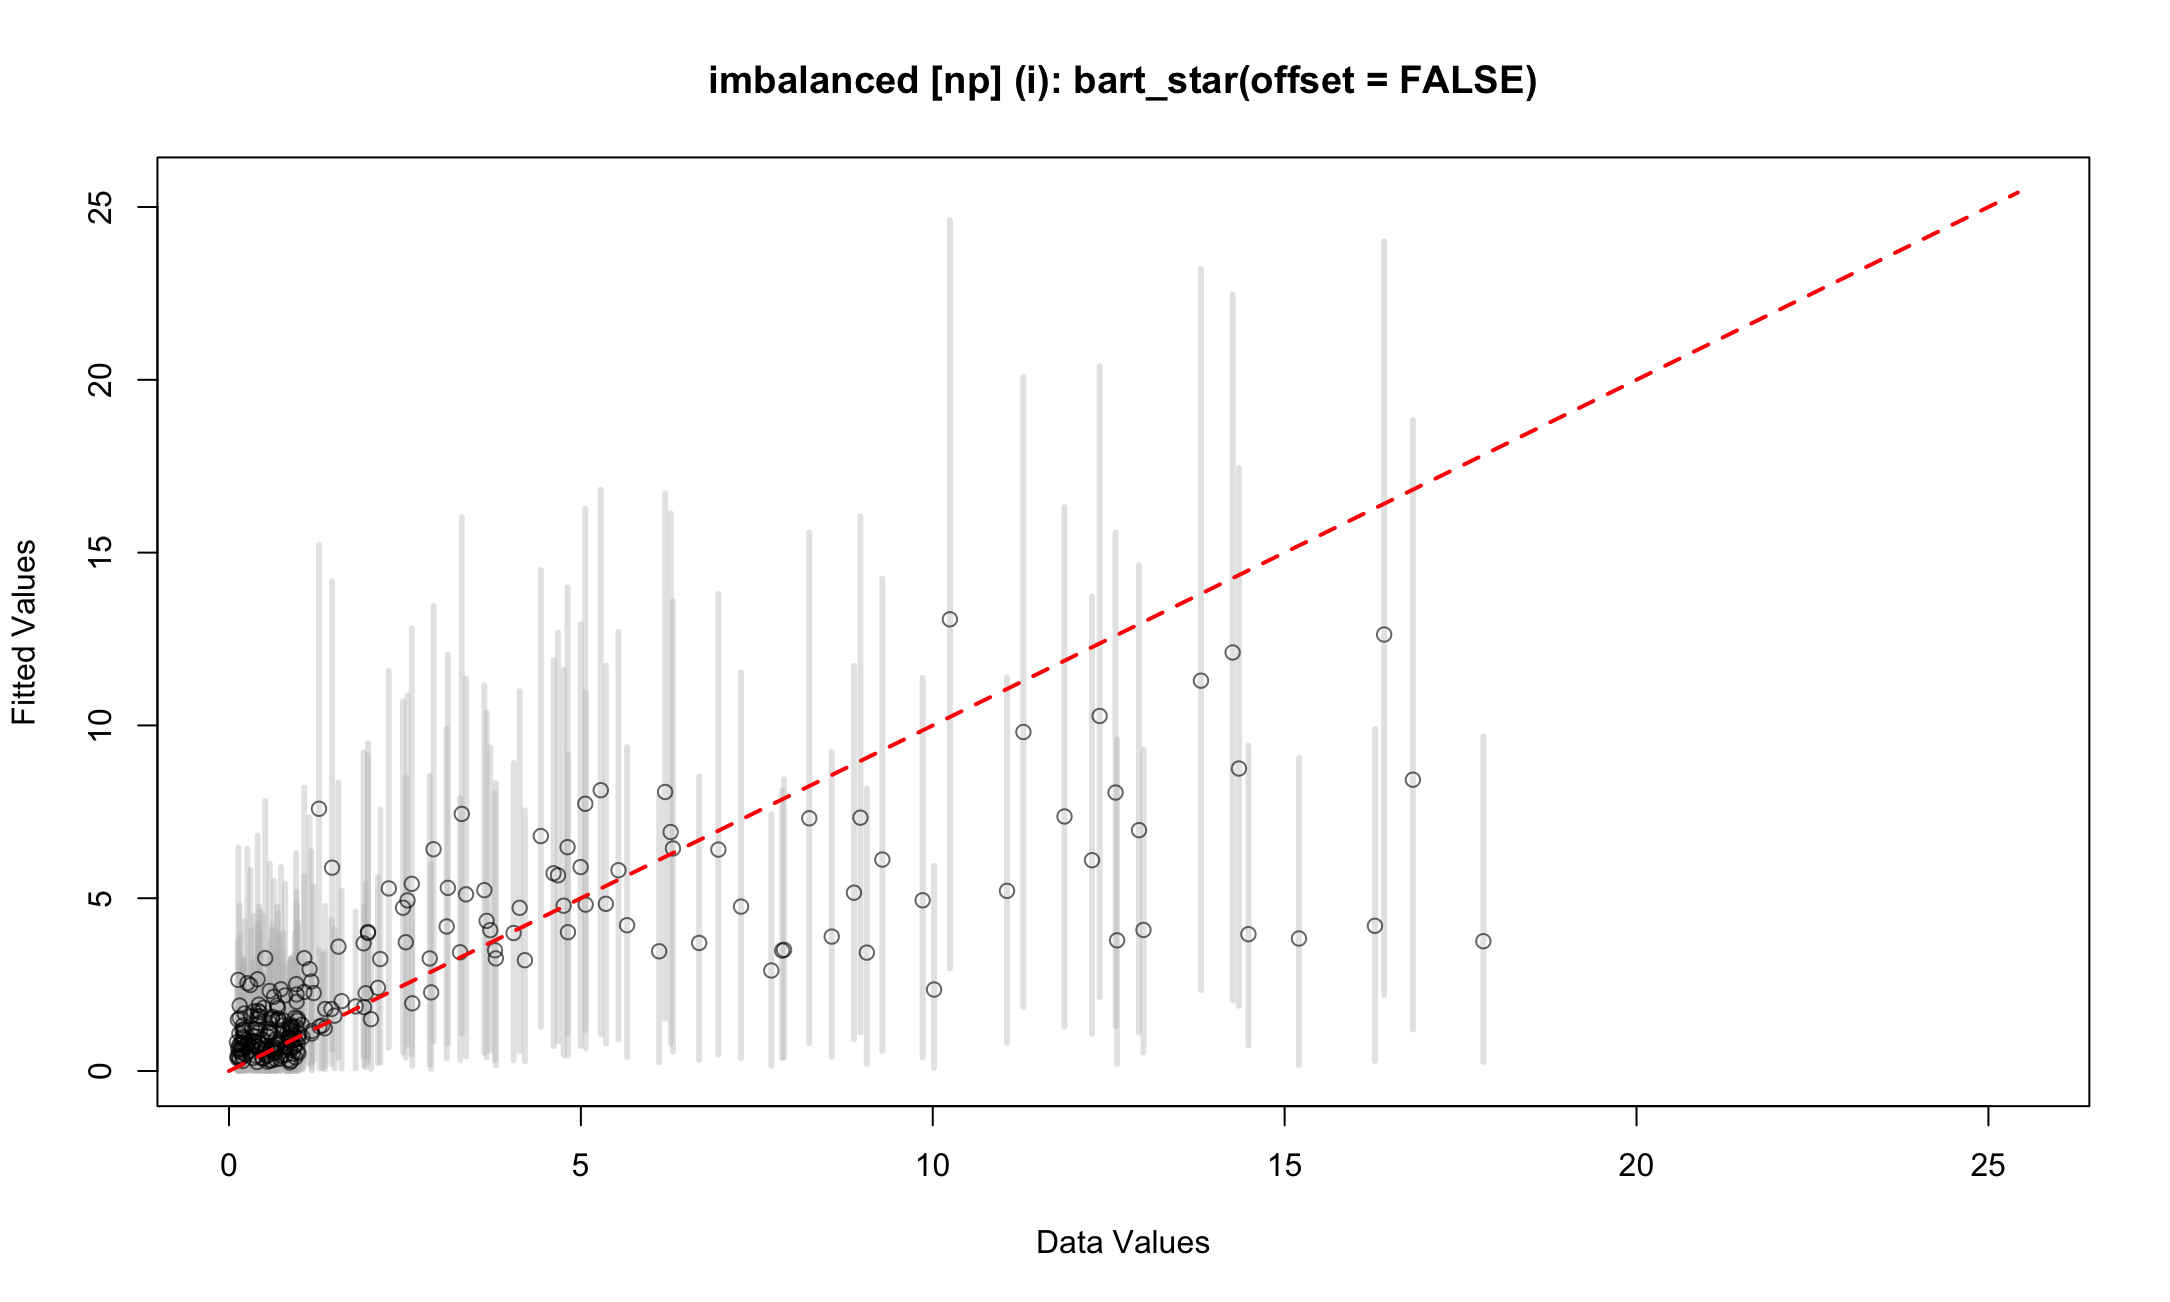 imbalanced [np] (i): bart_star(offset = FALSE)
25
20
15
10
5
0
Fitted Values
0 5 10 15 20 25
Data Values